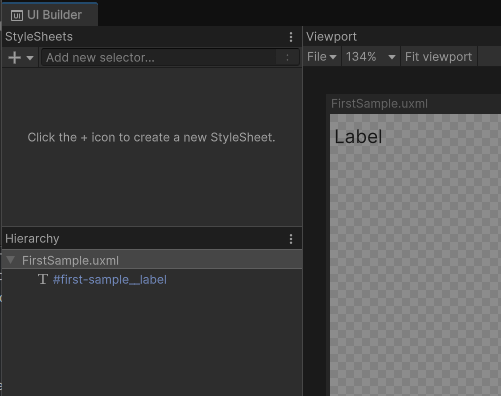 UI Builder
StyleSheets
Add new selector...
Click the + icon to create a new StyleSheet.
Hierarchy
FirstSample.uxml
T #first-sample__label
Viewport
File 134% Fit viewport
FirstSample.uxml
Label